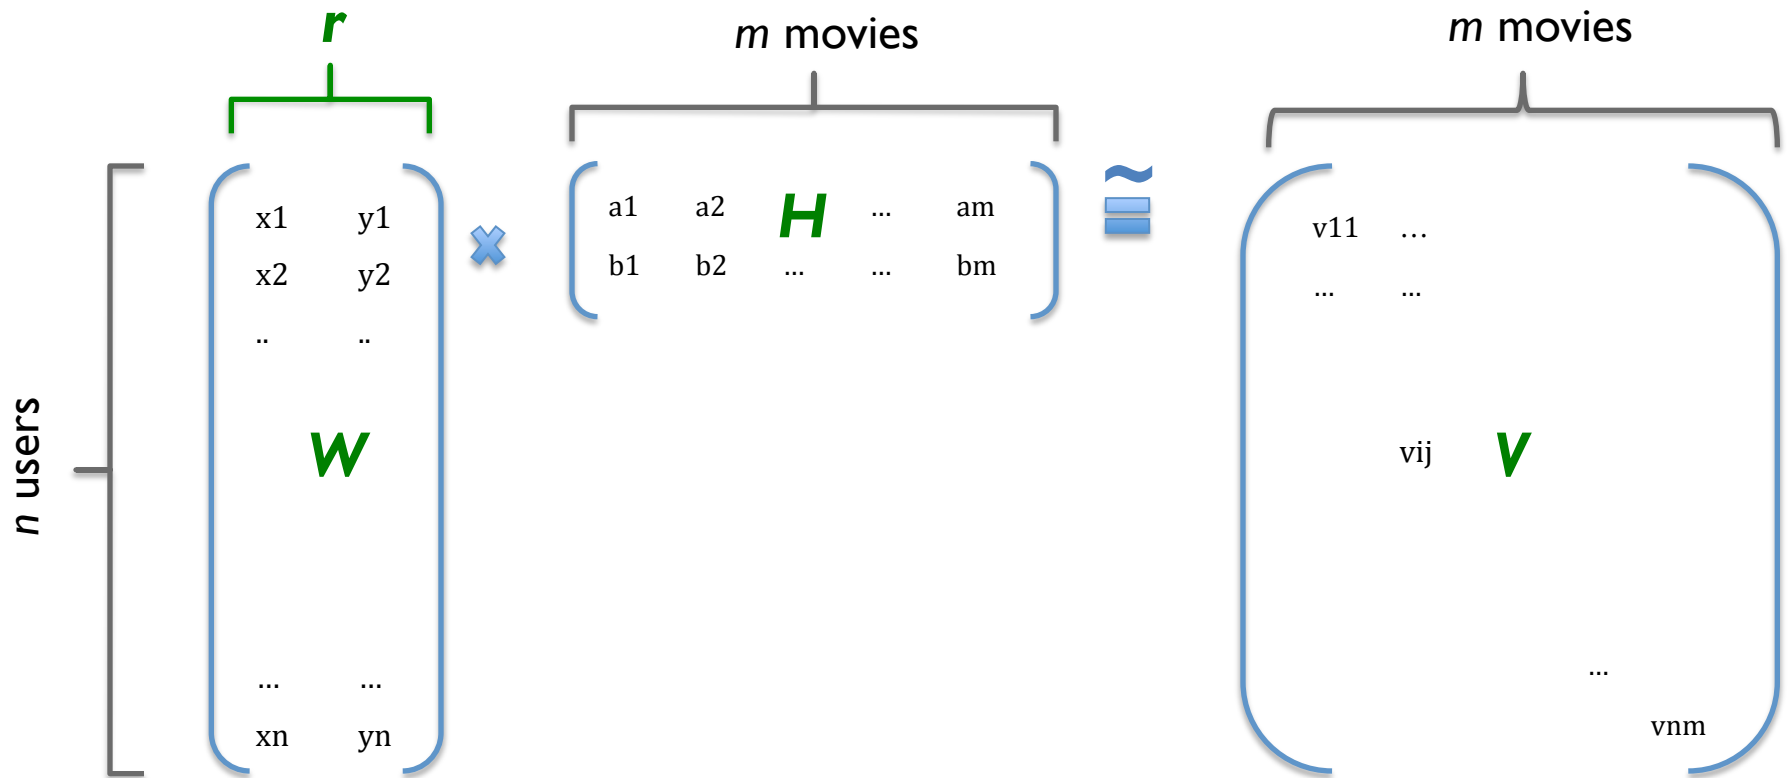 r
m movies
m movies
n users
x1 y1
x2 y2
.. ..
W
... ...
xn yn
a1 a2 H ... am
b1 b2 ... ... bm
≅
v11 ...
... ...
vij V
...
vnm